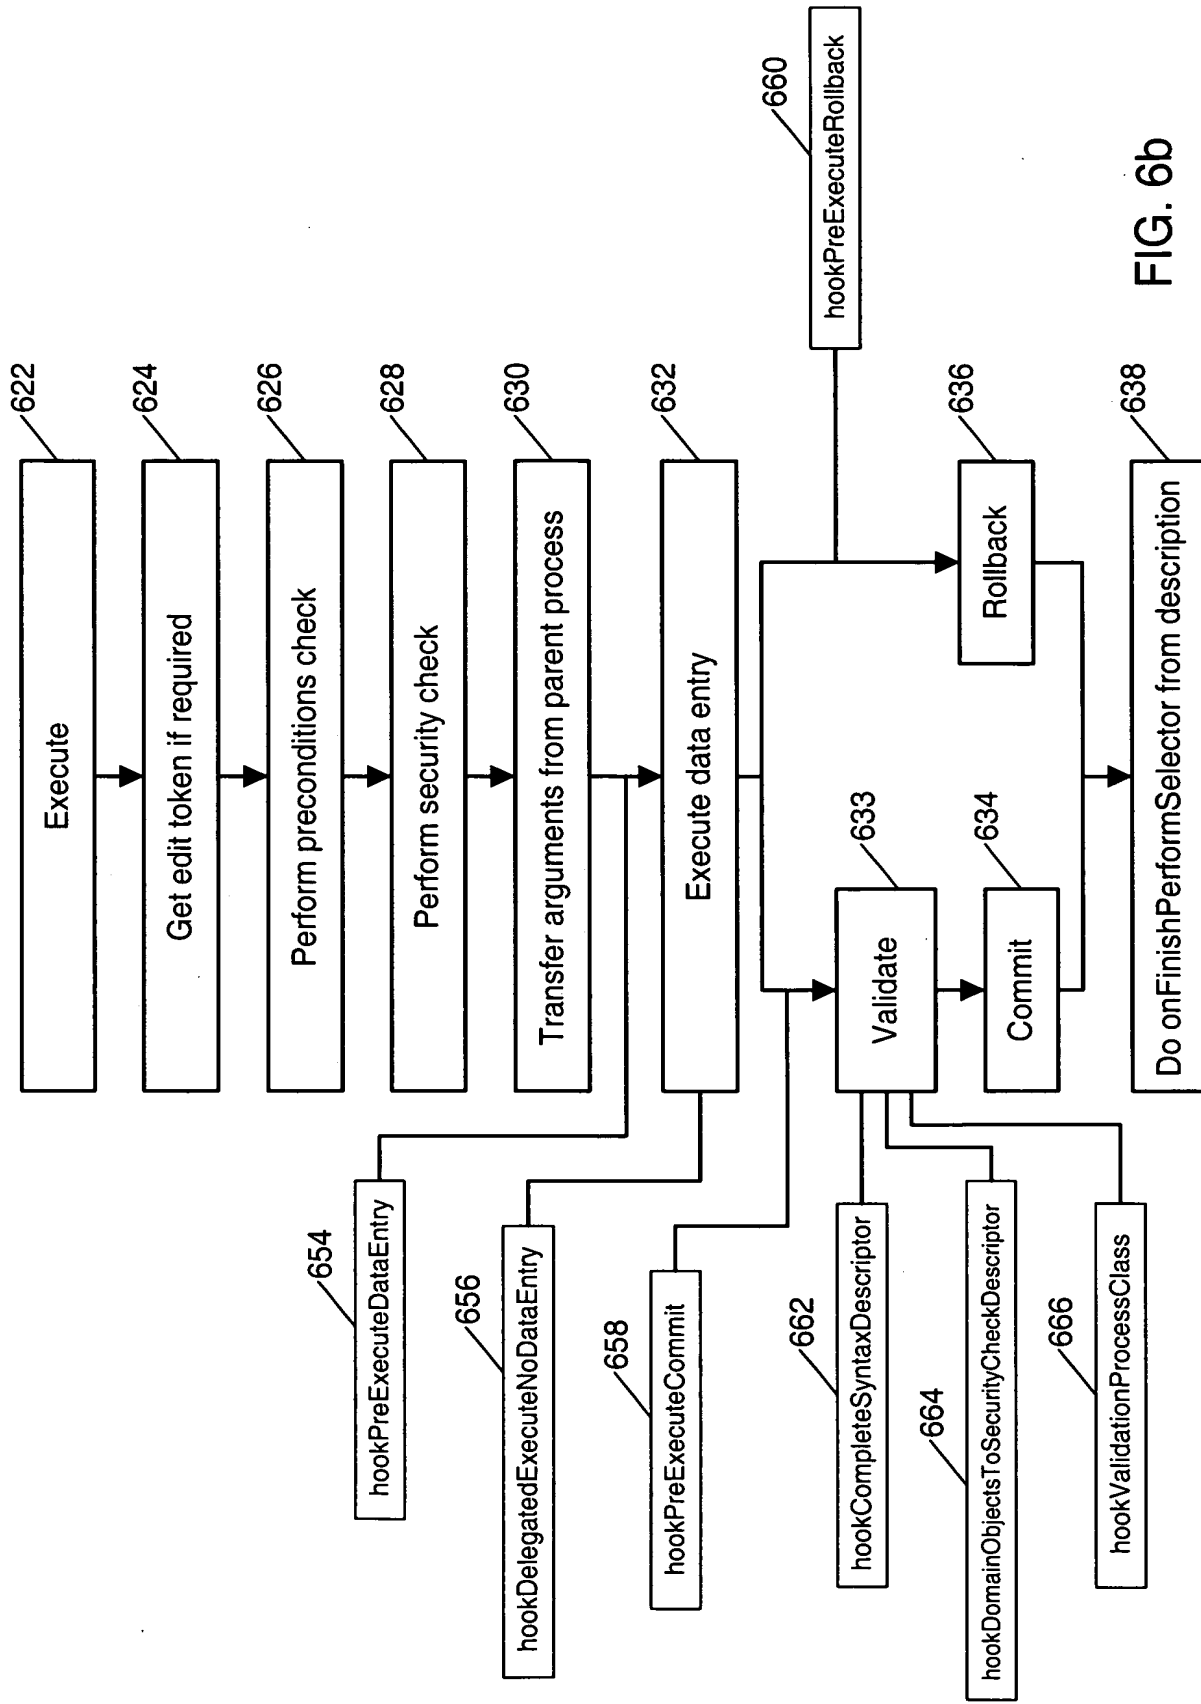 622
Execute
624
Get edit token if required
626
Perform preconditions check
628
Perform security check
630
Transfer arguments from parent process
654
hookPreExecuteDataEntry
632
Execute data entry
656
hookDelegatedExecuteNoDataEntry
658
hookPreExecuteCommit
660
hookPreExecuteRollback
633
Validate
662
hookCompleteSyntaxDescriptor
664
hookDomainObjectsToSecurityCheckDescriptor
666
hookValidationProcessClass
634
Commit
636
Rollback
638
Do onFinishPerformSelector from description
FIG. 6b